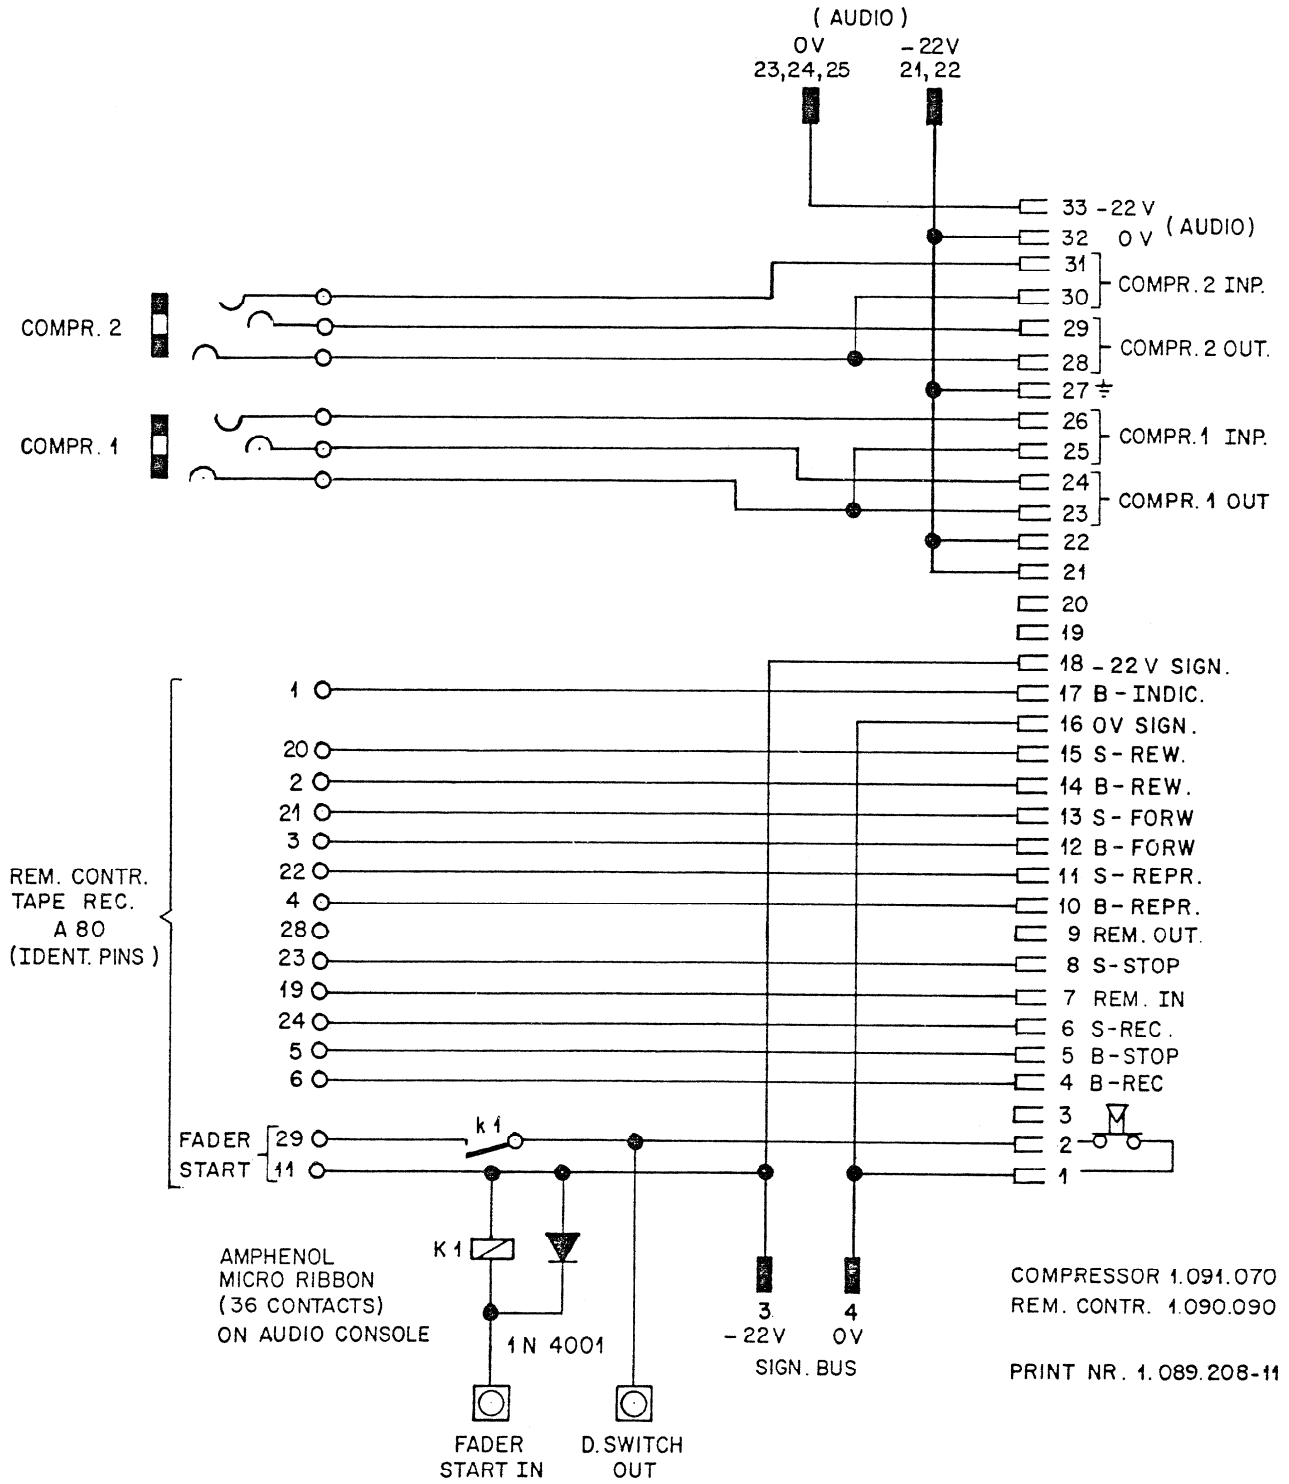 ( AUDIO )
0V
-22V
23,24,25
21,22
33 -22 V
(AUDIO)
32 0 V
31
COMPR. 2 INP.
30
COMPR. 2
29
COMPR. 2 OUT.
28
27
26
COMPR. 1 INP.
COMPR. 1
25
24
COMPR. 1 OUT
23
22
21
20
19
18 -22 V SIGN.
1
17 B-INDIC.
16 0V SIGN.
20
15 S-REW.
2
14 B-REW.
21
13 S-FORW
3
12 B-FORW
22
11 S-REPR.
4
10 B-REPR.
28
9 REM. OUT.
23
8 S-STOP
19
7 REM. IN
24
6 S-REC.
5
5 B-STOP
6
4 B-REC
REM. CONTR.
TAPE REC.
A 80
(IDENT. PINS)
3
FADER
START
29
k1
2
11
1
K1
1N 4001
AMPHENOL
MICRO RIBBON
(36 CONTACTS)
ON AUDIO CONSOLE
3
4
-22V
0V
SIGN. BUS
COMPRESSOR 1.091.070
REM. CONTR. 1.090.090
PRINT NR. 1.089.208-11
FADER
START IN
D. SWITCH
OUT